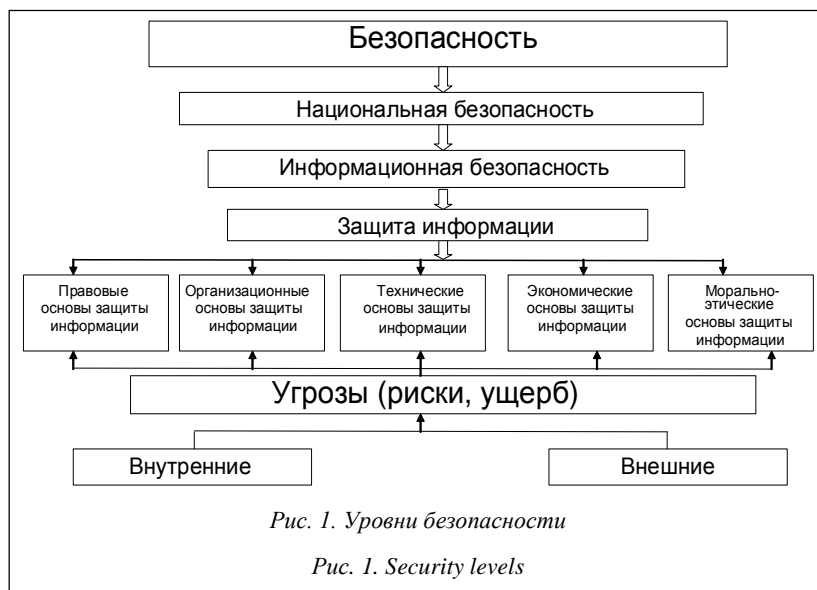 Безопасность
Национальная безопасность
Информационная безопасность
Защита информации
Правовые
основы защиты
информации
Организационные
основы защиты
информации
Технические
основы защиты
информации
Экономические
основы защиты
информации
Морально-
этические
основы защиты
информации
Угрозы (риски, ущерб)
Внутренние
Внешние
Рис. 1. Уровни безопасности
Рис. 1. Security levels